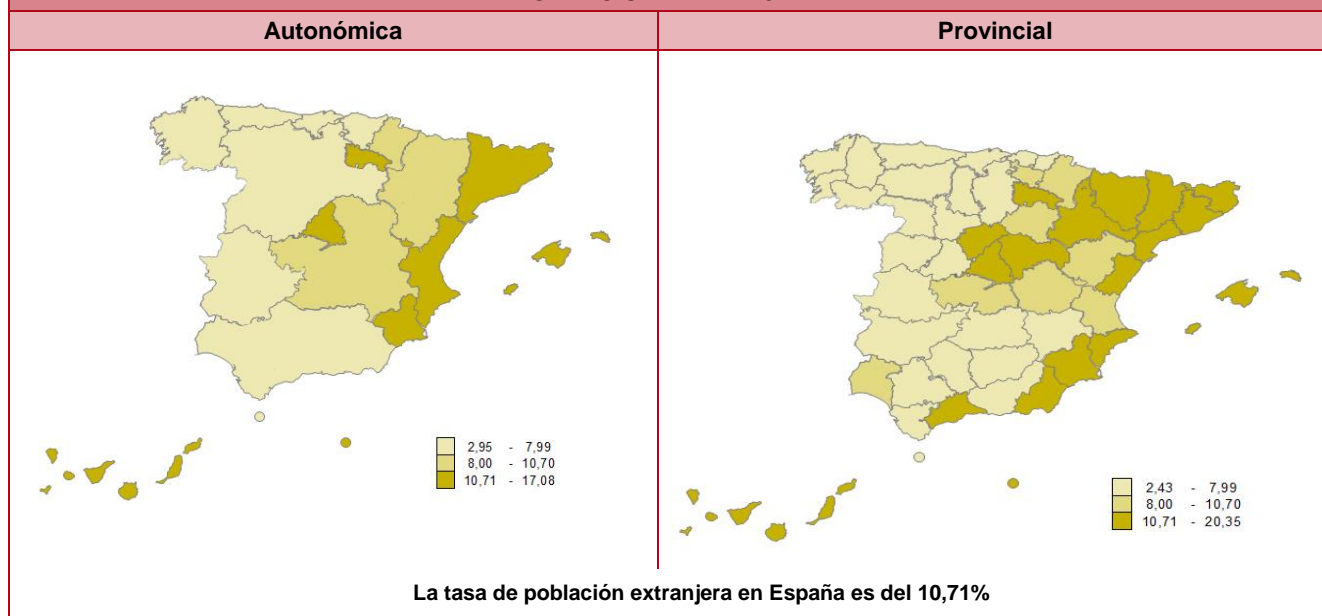 Autonómica
Provincial
2,95 - 7,99
8,00 - 10,70
10,71 - 17,08
2,43 - 7,99
8,00 - 10,70
10,71 - 20,35
La tasa de población extranjera en España es del 10,71%